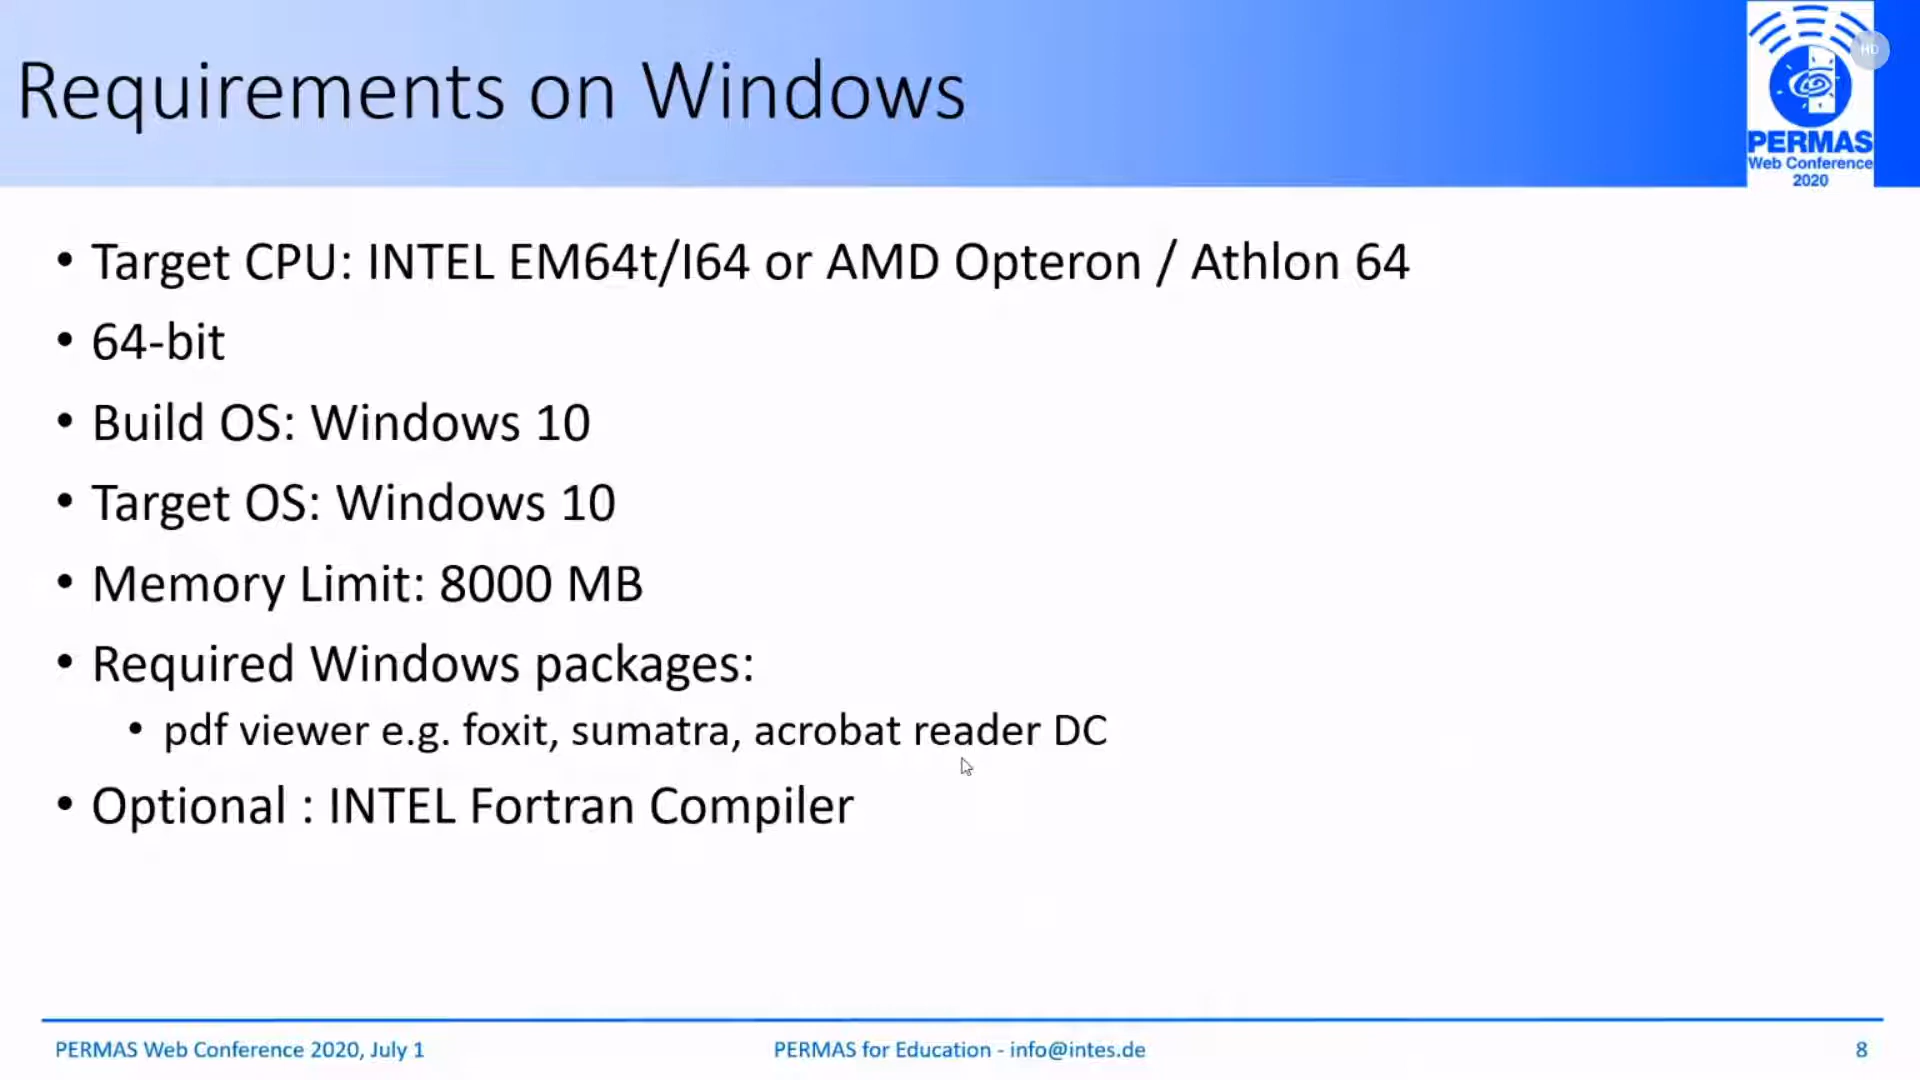 Requirements on Windows
HD
PERMAS
Web Conference
2020
• Target CPU: INTEL EM64t/I64 or AMD Opteron / Athlon 64
• 64-bit
• Build OS: Windows 10
• Target OS: Windows 10
• Memory Limit: 8000 MB
• Required Windows packages:
• pdf viewer e.g. foxit, sumatra, acrobat reader DC
• Optional : INTEL Fortran Compiler
PERMAS Web Conference 2020, July 1
PERMAS for Education - info@intes.de
8